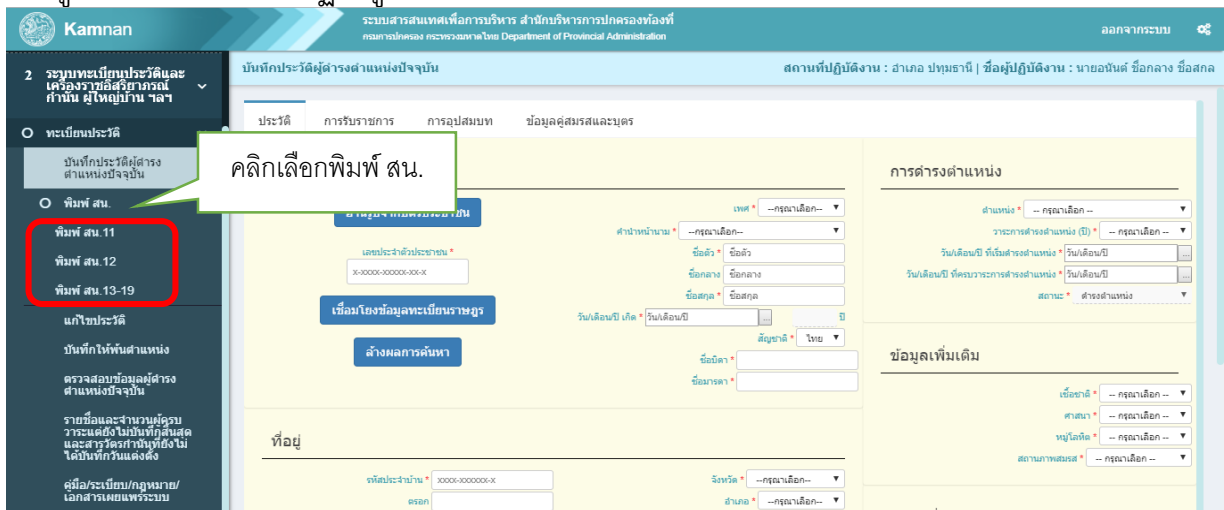 Kamnan
ระบบสารสนเทศเพื่อการบริหาร สำนักบริหารการปกครองท้องที่
กรมการปกครอง กระทรวงมหาดไทย Department of Provincial Administration
ออกจากระบบ
2 ระบบทะเบียนประวัติและ
เครื่องราชอิสริยาภรณ์
กำนัน ผู้ใหญ่บ้าน ฯลฯ
ทะเบียนประวัติ
บันทึกประวัติผู้ดำรง
ตำแหน่งปัจจุบัน
พิมพ์ สน.
พิมพ์ สน.11
พิมพ์ สน.12
พิมพ์ สน.13-19
แก้ไขประวัติ
บันทึกให้พ้นตำแหน่ง
ตรวจสอบข้อมูลผู้ดำรง
ตำแหน่งปัจจุบัน
รายชื่อและจำนวนผู้ครบ
วาระแต่ยังไม่บันทึกสิ้นสุด
และสารวัตรกำนันที่ยังไม่
ได้บันทึกวันแต่งตั้ง
คู่มือ/ระเบียบ/กฎหมาย/
เอกสารเผยแพร่ระบบ
บันทึกประวัติผู้ดำรงตำแหน่งปัจจุบัน
สถานที่ปฏิบัติงาน : อำเภอ ปทุมธานี | ชื่อผู้ปฏิบัติงาน : นายอนันต์ ชื่อกลาง ชื่อสกุล
ประวัติ การรับราชการ การอุปสมบท ข้อมูลคู่สมรสและบุตร
คลิกเลือกพิมพ์ สน.
เลขประจำตัวประชาชน *
x-xxxx-xxxxx-xx-x
เชื่อมโยงข้อมูลทะเบียนราษฎร
ล้างผลการค้นหา
เพศ * --กรุณาเลือก--
คำนำหน้านาม * --กรุณาเลือก--
ชื่อตัว * ชื่อตัว
ชื่อกลาง ชื่อกลาง
ชื่อสกุล * ชื่อสกุล
วัน/เดือน/ปี เกิด * วัน/เดือน/ปี ... ปี
สัญชาติ * ไทย
ชื่อบิดา *
ชื่อมารดา *
การดำรงตำแหน่ง
ตำแหน่ง * -- กรุณาเลือก --
วาระการดำรงตำแหน่ง (ปี) * -- กรุณาเลือก --
วัน/เดือน/ปี ที่เริ่มดำรงตำแหน่ง * วัน/เดือน/ปี ...
วัน/เดือน/ปี ที่ครบวาระการดำรงตำแหน่ง * วัน/เดือน/ปี ...
สถานะ * ดำรงตำแหน่ง
ข้อมูลเพิ่มเติม
เชื้อชาติ * -- กรุณาเลือก --
ศาสนา * -- กรุณาเลือก --
หมู่โลหิต * -- กรุณาเลือก --
สถานภาพสมรส * -- กรุณาเลือก --
ที่อยู่
รหัสประจำบ้าน * xxxx-xxxxxx-x
ตรอก
จังหวัด * --กรุณาเลือก--
อำเภอ * --กรุณาเลือก--